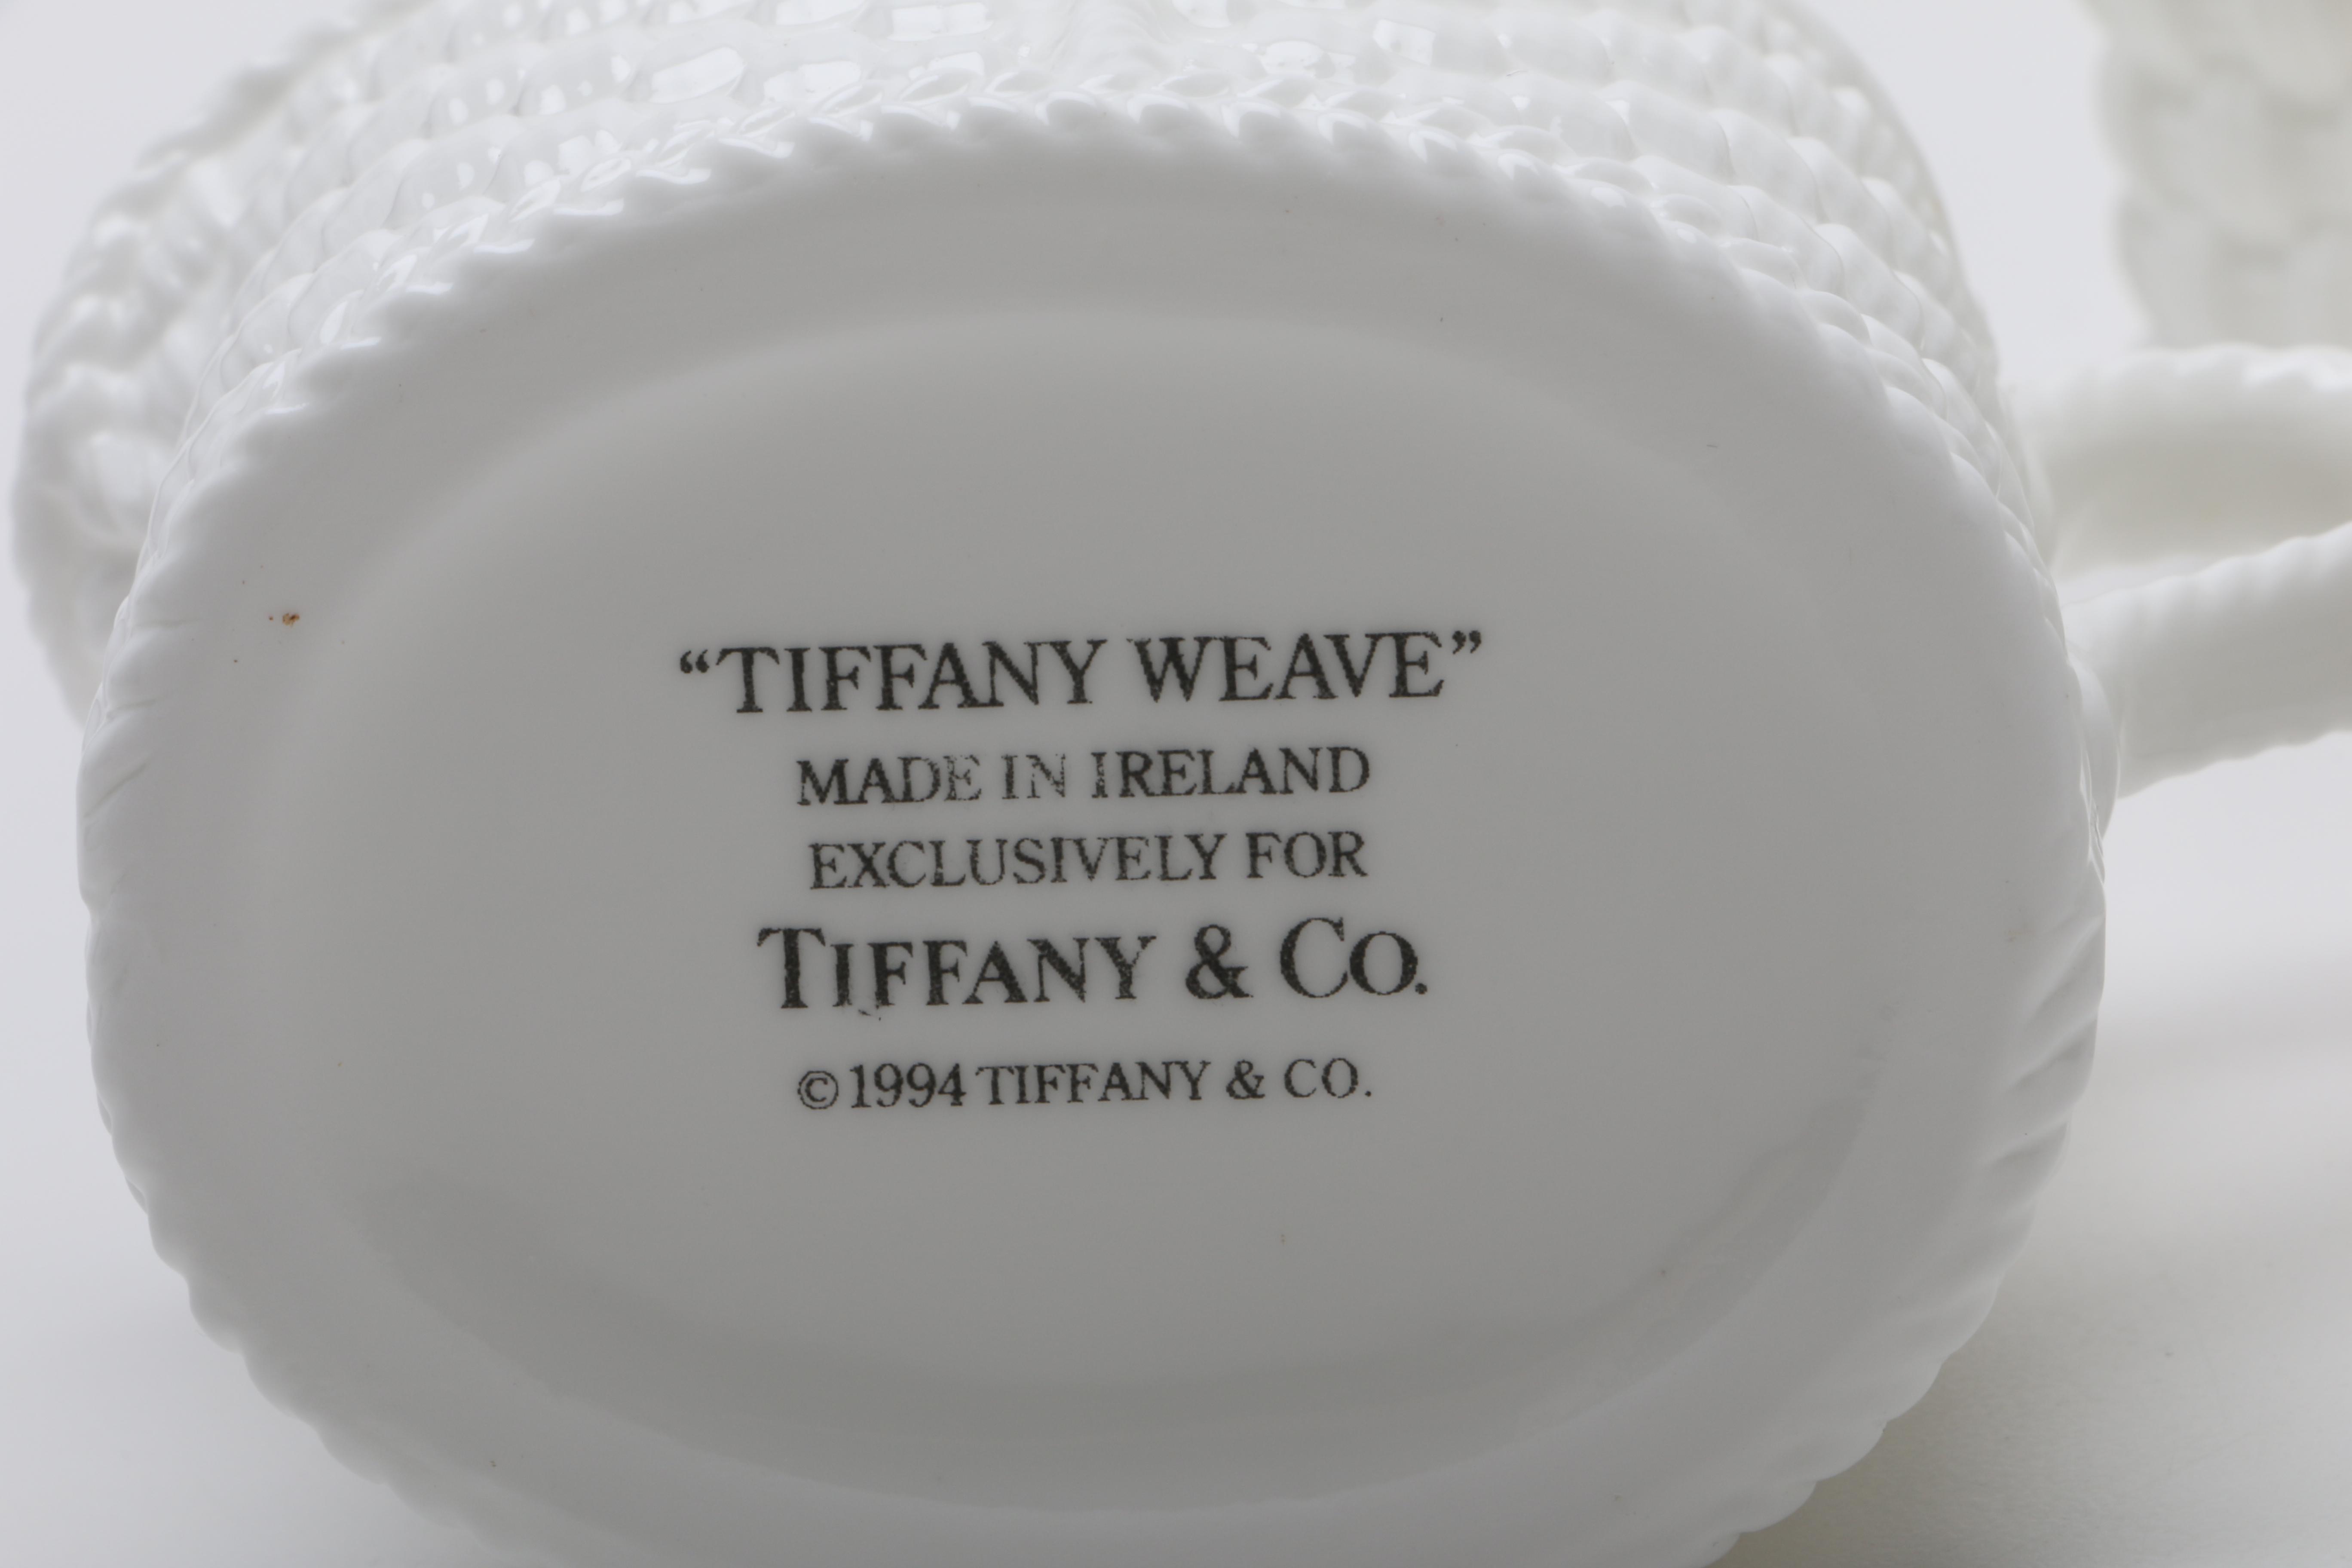 “TIFFANY WEAVE”
MADE IN IRELAND
EXCLUSIVELY FOR
TIFFANY & CO.
©1994 TIFFANY & CO.